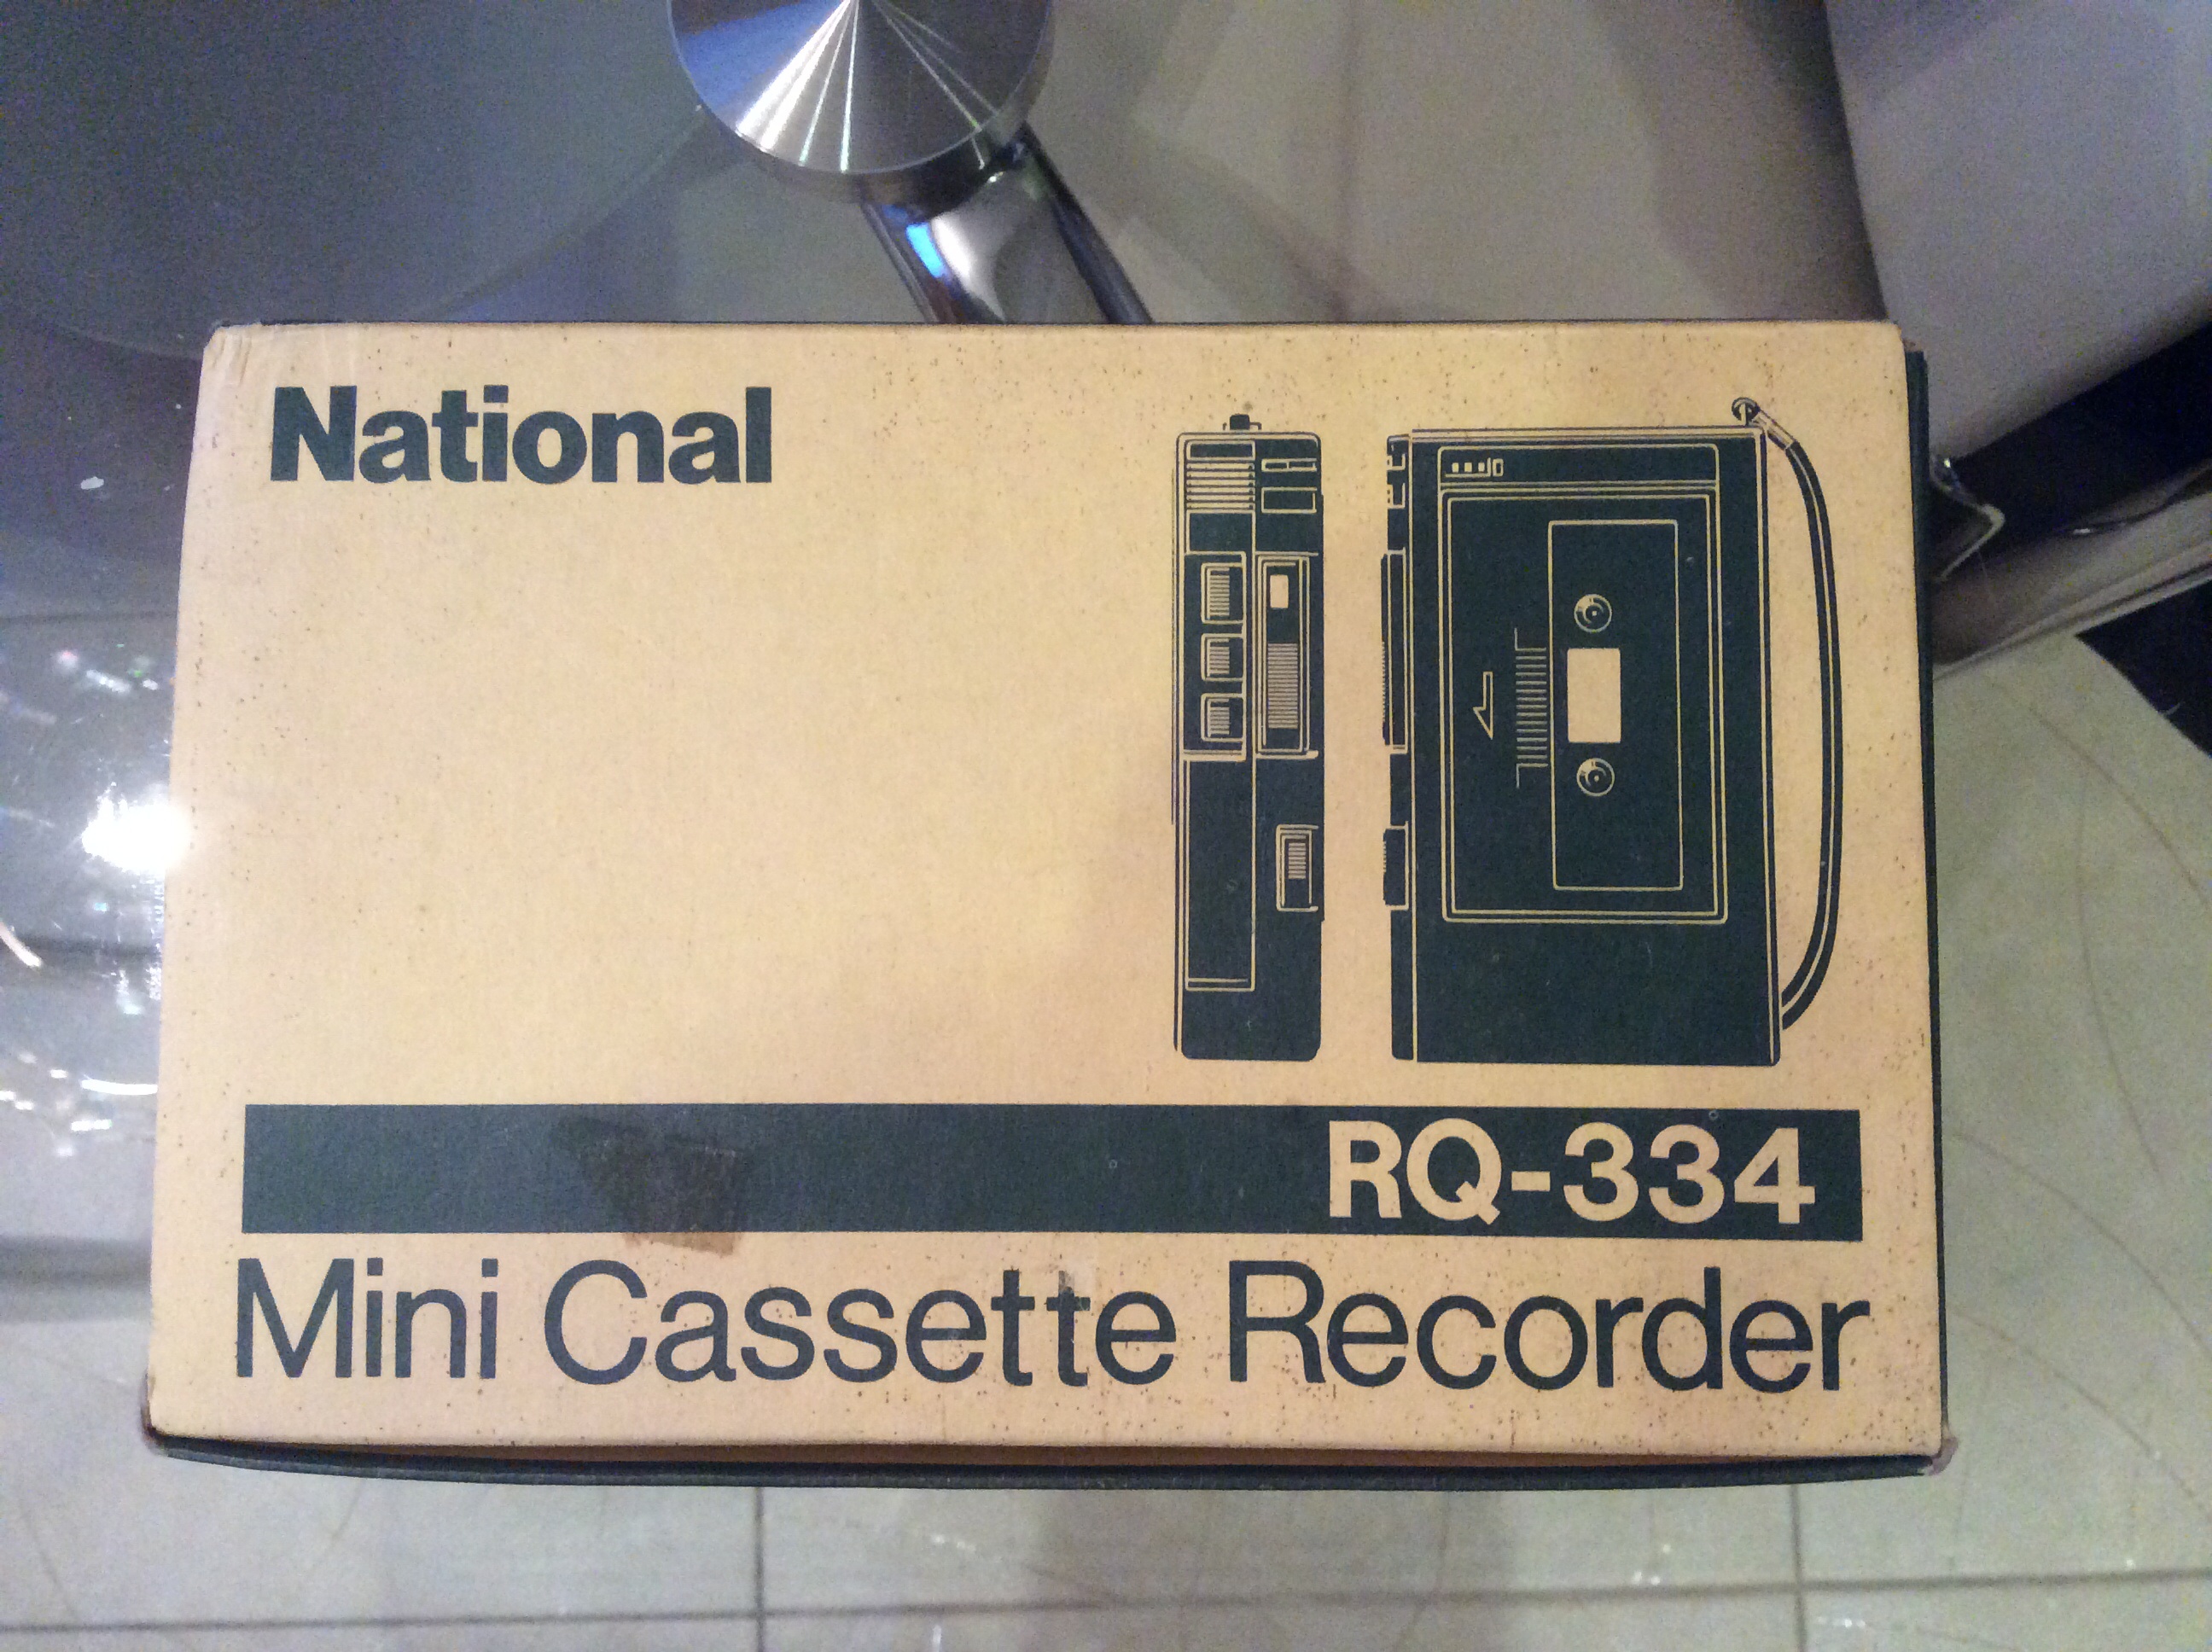 National
RQ-334
Mini Cassette Recorder